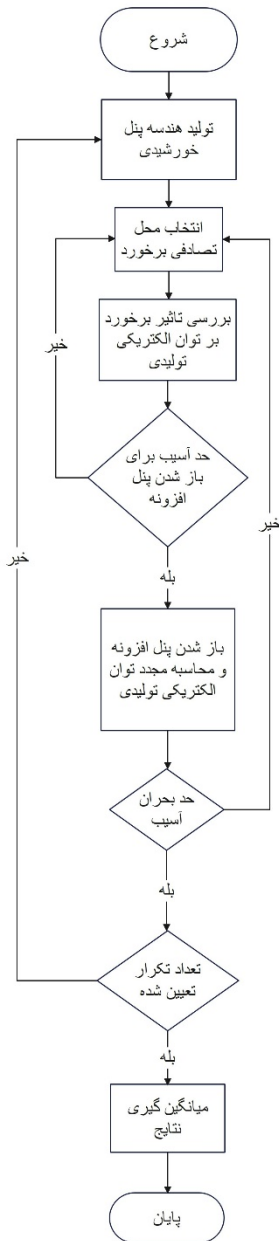 شروع
تولید هندسه پنل
خورشیدی
انتخاب محل
تصادفی برخورد
بررسی تاثیر برخورد
بر توان الکتریکی
تولیدی
خیر
حد آسیب برای
باز شدن پنل
افزونه
خیر
خیر
بله
باز شدن پنل افزونه
و محاسبه مجدد توان
الکتریکی تولیدی
حد بحران
آسیب
بله
تعداد تکرار
تعیین شده
بله
میانگین گیری
نتایج
پایان